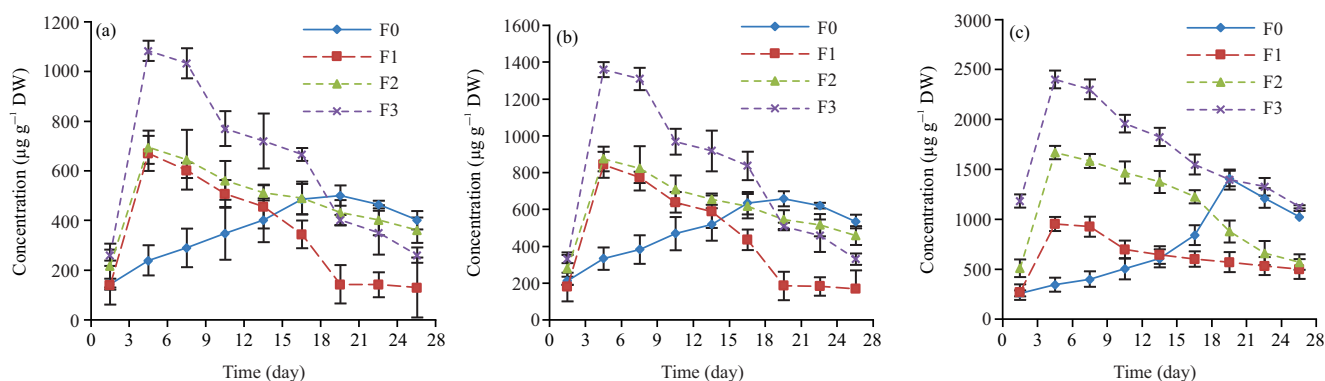 (a)
F0
F1
F2
F3
1200
1000
800
600
400
200
0
0 3 6 9 12 15 18 21 24 28
Concentration (µg g⁻¹ DW)
Time (day)
(b)
F0
F1
F2
F3
1600
1400
1200
1000
800
600
400
200
0
0 3 6 9 12 15 18 21 24 28
Concentration (µg g⁻¹ DW)
Time (day)
(c)
F0
F1
F2
F3
3000
2500
2000
1500
1000
500
0
0 3 6 9 12 15 18 21 24 28
Concentration (µg g⁻¹ DW)
Time (day)